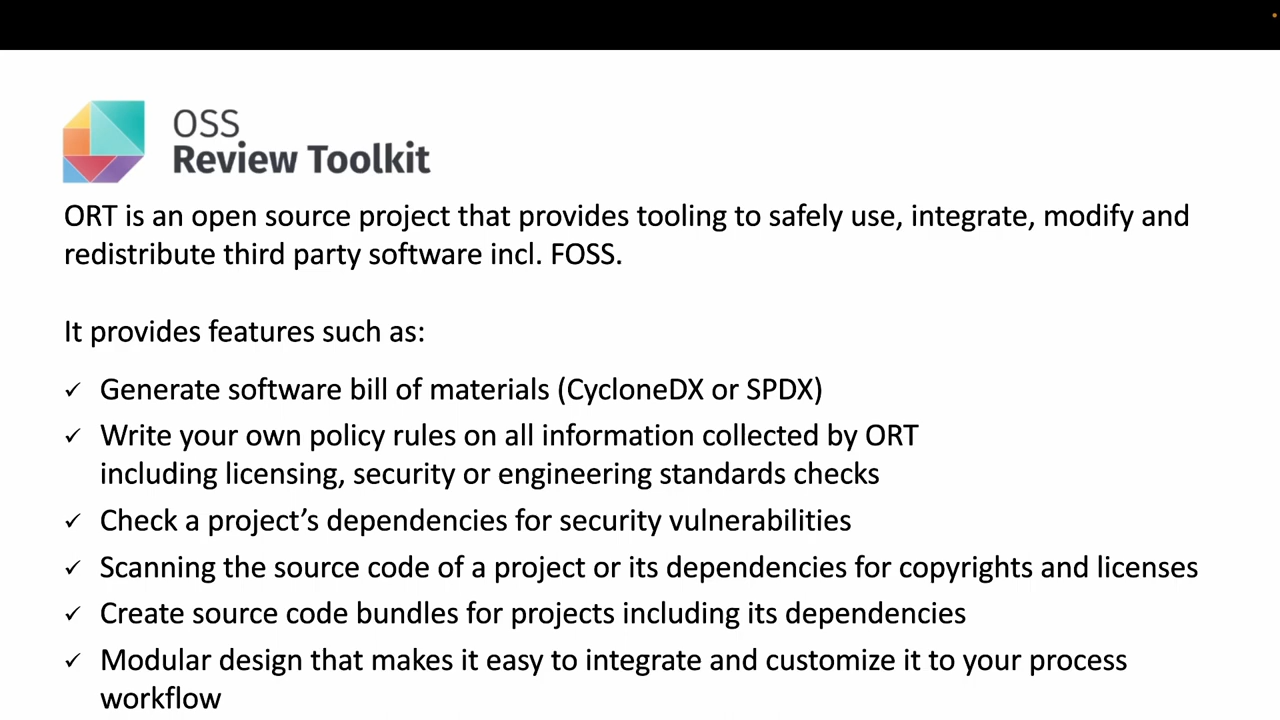 OSS
Review Toolkit
ORT is an open source project that provides tooling to safely use, integrate, modify and
redistribute third party software incl. FOSS.
It provides features such as:
✓ Generate software bill of materials (CycloneDX or SPDX)
✓ Write your own policy rules on all information collected by ORT
including licensing, security or engineering standards checks
✓ Check a project’s dependencies for security vulnerabilities
✓ Scanning the source code of a project or its dependencies for copyrights and licenses
✓ Create source code bundles for projects including its dependencies
✓ Modular design that makes it easy to integrate and customize it to your process
workflow